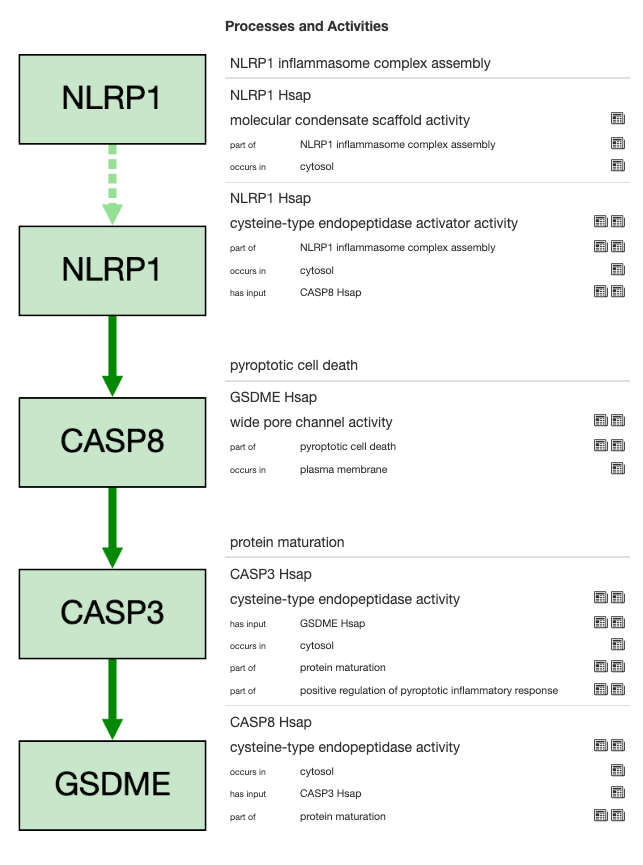 Processes and Activities
NLRP1
NLRP1
CASP8
CASP3
GSDME
NLRP1 inflammasome complex assembly
NLRP1 Hsap
molecular condensate scaffold activity
part of NLRP1 inflammasome complex assembly
occurs in cytosol
NLRP1 Hsap
cysteine-type endopeptidase activator activity
part of NLRP1 inflammasome complex assembly
occurs in cytosol
has input CASP8 Hsap
pyroptotic cell death
GSDME Hsap
wide pore channel activity
part of pyroptotic cell death
occurs in plasma membrane
protein maturation
CASP3 Hsap
cysteine-type endopeptidase activity
has input GSDME Hsap
occurs in cytosol
part of protein maturation
part of positive regulation of pyroptotic inflammatory response
CASP8 Hsap
cysteine-type endopeptidase activity
occurs in cytosol
has input CASP3 Hsap
part of protein maturation